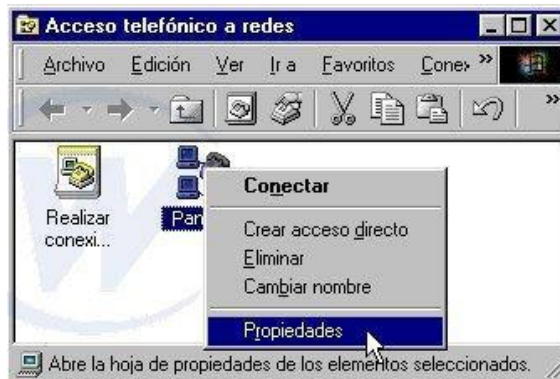 Acceso telefónico a redes
Archivo Edición Ver Ir a Favoritos Conex »
»
Realizar
conexi...
Pan
Conectar
Crear acceso directo
Eliminar
Cambiar nombre
Propiedades
Abre la hoja de propiedades de los elementos seleccionados.